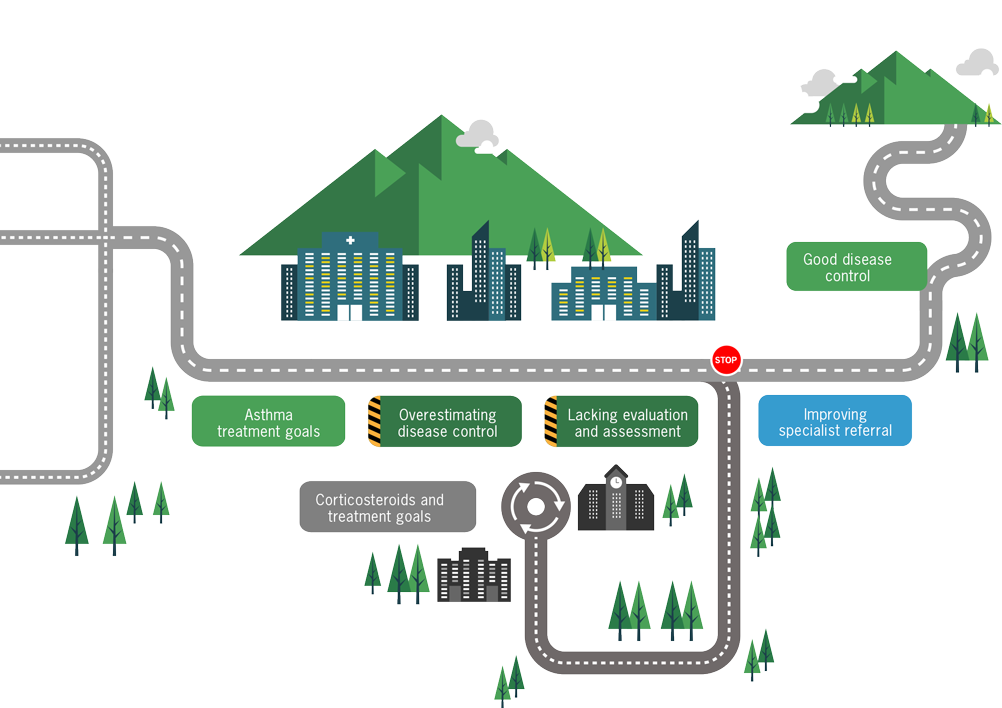 Good disease
control
STOP
Asthma
treatment goals
Overestimating
disease control
Lacking evaluation
and assessment
Improving
specialist referral
Corticosteroids and
treatment goals